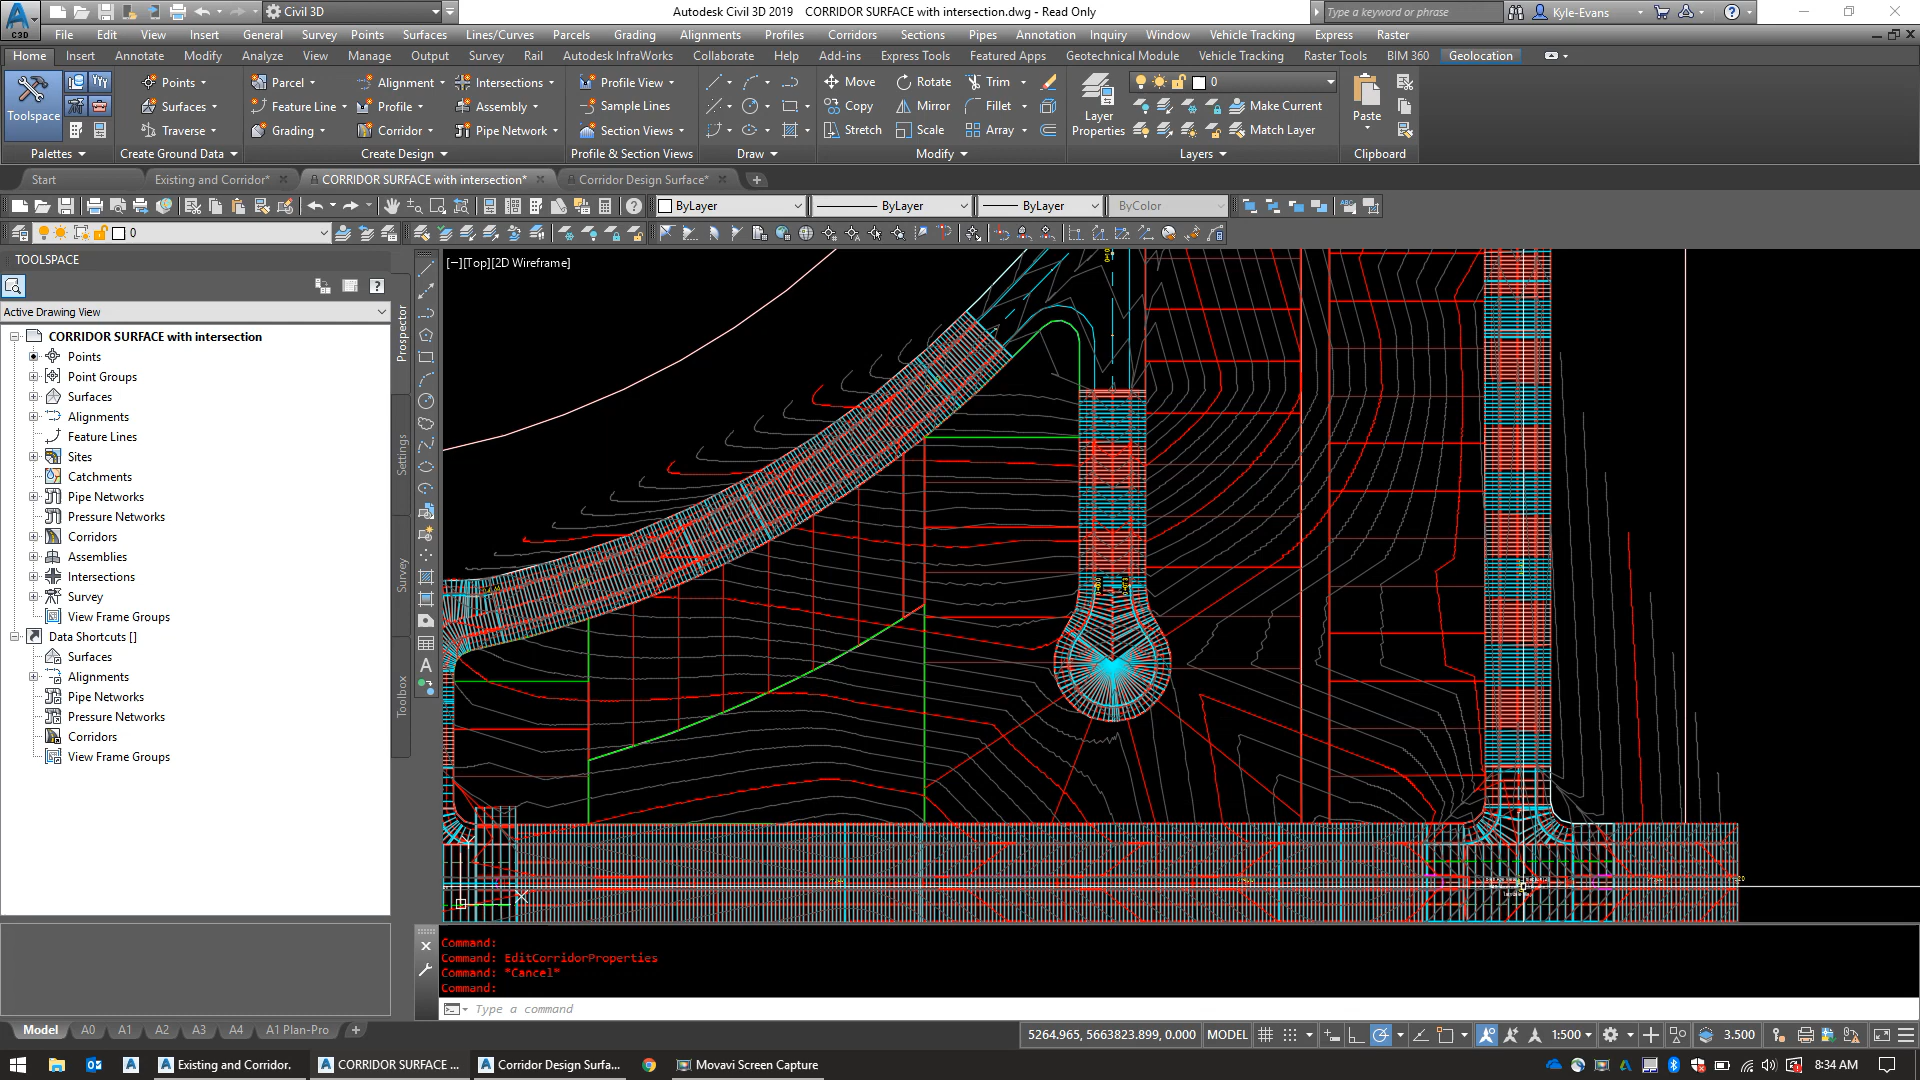 Civil 3D
Autodesk Civil 3D 2019 CORRIDOR SURFACE with intersection.dwg - Read Only
Type a keyword or phrase
Kyle-Evans
C3D
File Edit View Insert General Survey Points Surfaces Lines/Curves Parcels Grading Alignments Profiles Corridors Sections Pipes Annotation Inquiry Window Vehicle Tracking Express Raster
Home Insert Annotate Modify Analyze View Manage Output Survey Rail Autodesk InfraWorks Collaborate Help Add-ins Express Tools Featured Apps Geotechnical Module Vehicle Tracking Raster Tools BIM 360 Geolocation
Points Parcel Alignment Intersections Profile View Move Rotate Trim 0
Toolspace Surfaces Feature Line Profile Assembly Sample Lines Copy Mirror Fillet Layer Properties Make Current Paste
Traverse Grading Corridor Pipe Network Section Views Stretch Scale Array Match Layer
Palettes Create Ground Data Create Design Profile & Section Views Draw Modify Layers Clipboard
Start Existing and Corridor* CORRIDOR SURFACE with intersection* Corridor Design Surface*
ByLayer ByLayer ByLayer ByColor
0
TOOLSPACE
[−][Top][2D Wireframe]
Active Drawing View
CORRIDOR SURFACE with intersection
Points
Point Groups
Surfaces
Alignments
Feature Lines
Sites
Catchments
Pipe Networks
Pressure Networks
Corridors
Assemblies
Intersections
Survey
View Frame Groups
Data Shortcuts []
Surfaces
Alignments
Pipe Networks
Pressure Networks
Corridors
View Frame Groups
Prospector
Settings
Survey
Toolbox
Command:
Command: EditCorridorProperties
Command: *Cancel*
Command:
Type a command
Model A0 A1 A2 A3 A4 A1 Plan-Pro
5264.965, 5663823.899, 0.000 MODEL 1:500 3.500
Existing and Corridor. CORRIDOR SURFACE ... Corridor Design Surfa... Movavi Screen Capture 8:34 AM